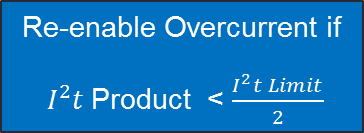 Re-enable Overcurrent if
I²t Product < I²t Limit / 2